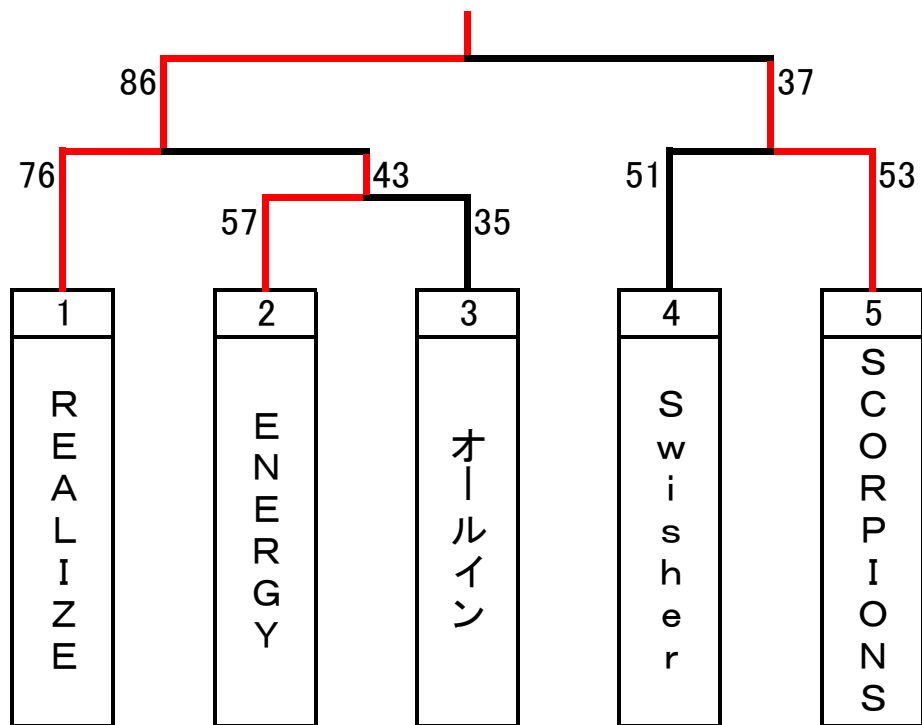 86
37
76
43
51
53
57
35
1
2
3
4
5
REALIZE
ENERGY
オールイン
Swisher
SCORPIONS